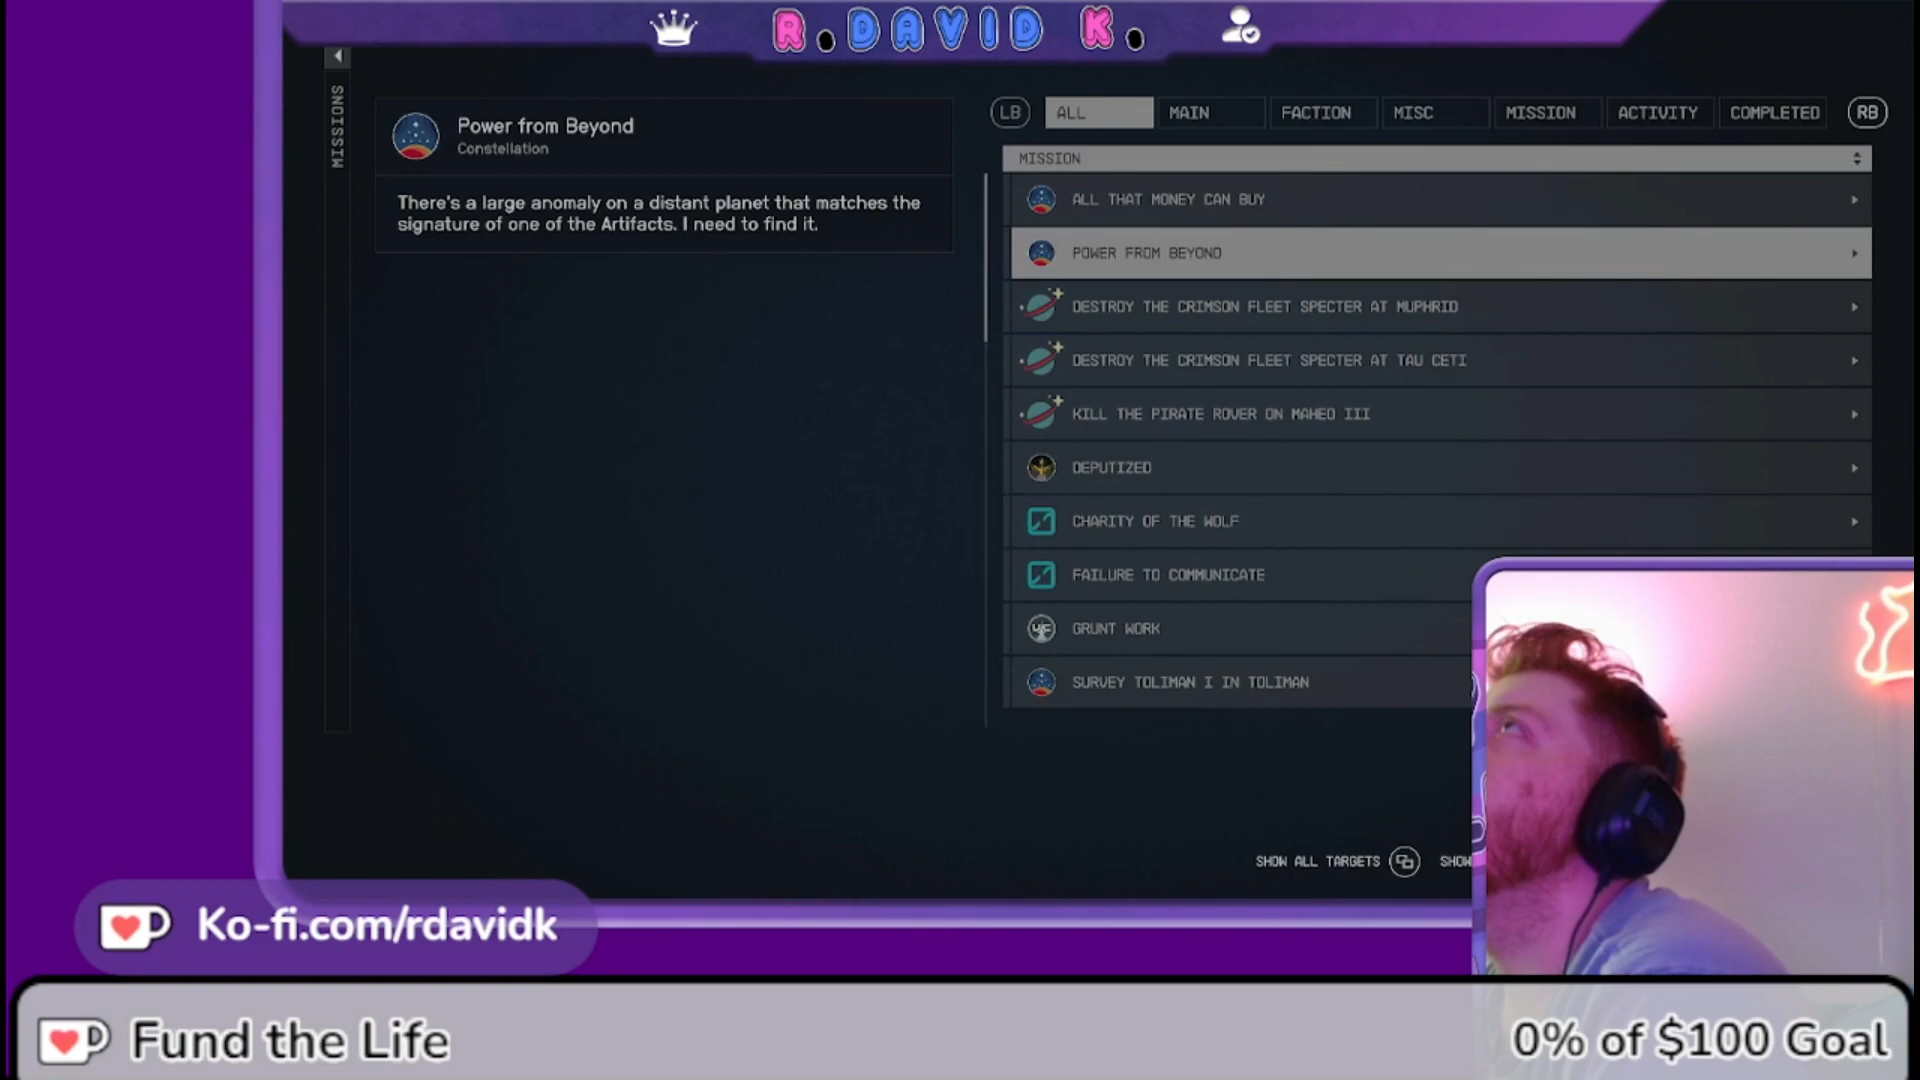 R.DAVID K.
MISSIONS
Power from Beyond
Constellation
There's a large anomaly on a distant planet that matches the
signature of one of the Artifacts. I need to find it.
LB ALL MAIN FACTION MISC MISSION ACTIVITY COMPLETED RB
MISSION
ALL THAT MONEY CAN BUY
POWER FROM BEYOND
DESTROY THE CRIMSON FLEET SPECTER AT MUPHRID
DESTROY THE CRIMSON FLEET SPECTER AT TAU CETI
KILL THE PIRATE ROVER ON MAHEO III
DEPUTIZED
CHARITY OF THE WOLF
FAILURE TO COMMUNICATE
UC GRUNT WORK
SURVEY TOLIMAN I IN TOLIMAN
SHOW ALL TARGETS SHOW
Ko-fi.com/rdavidk
Fund the Life 0% of $100 Goal